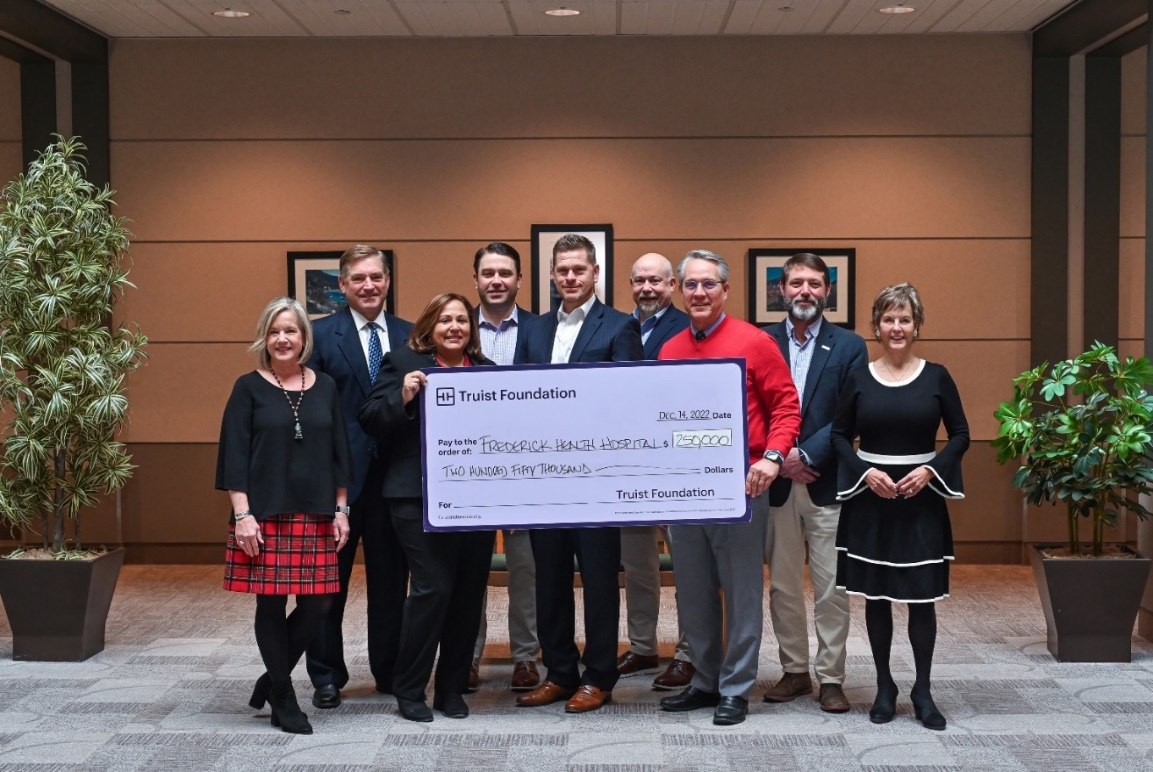 Truist Foundation
DEC. 14, 2022 Date
Pay to the
order of: FREDERICK HEALTH HOSPITAL $ 250,000
TWO HUNDRED FIFTY THOUSAND Dollars
For Truist Foundation